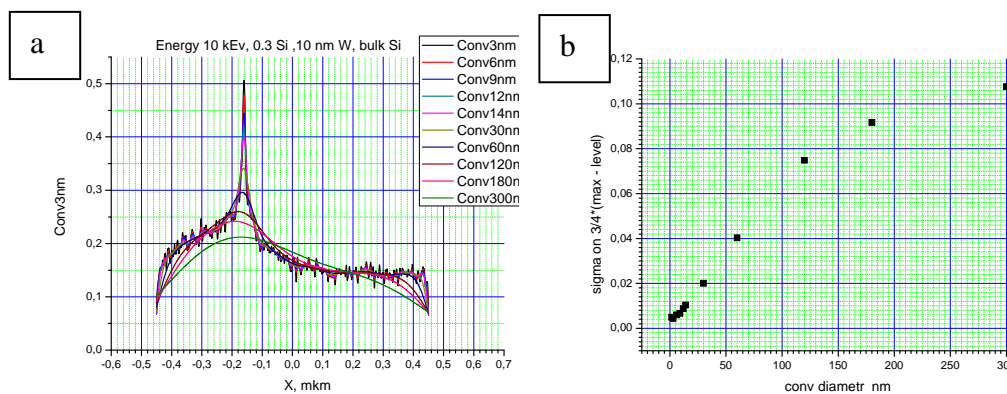 a
Energy 10 kEv, 0.3 Si ,10 nm W, bulk Si
Conv3nm
Conv6nm
Conv9nm
Conv12nm
Conv14nm
Conv30nm
Conv60nm
Conv120n
Conv180n
Conv300n
Conv3nm
0,5
0,4
0,3
0,2
0,1
0,0
-0,6 -0,5 -0,4 -0,3 -0,2 -0,1 0,0 0,1 0,2 0,3 0,4 0,5 0,6 0,7
X, mkm
b
sigma on 3/4*(max - level)
0,12
0,10
0,08
0,06
0,04
0,02
0,00
0 50 100 150 200 250 30
conv diametr nm